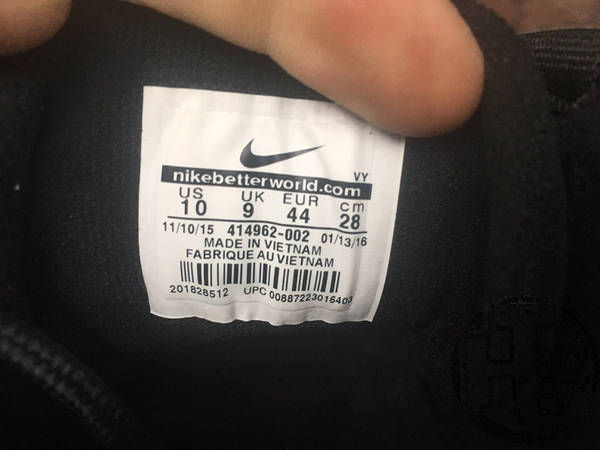 VY
nikebetterworld.com
US UK EUR cm
10 9 44 28
11/10/15 414962-002 01/13/16
MADE IN VIETNAM
FABRIQUE AU VIETNAM
201828512 UPC 00887223016403